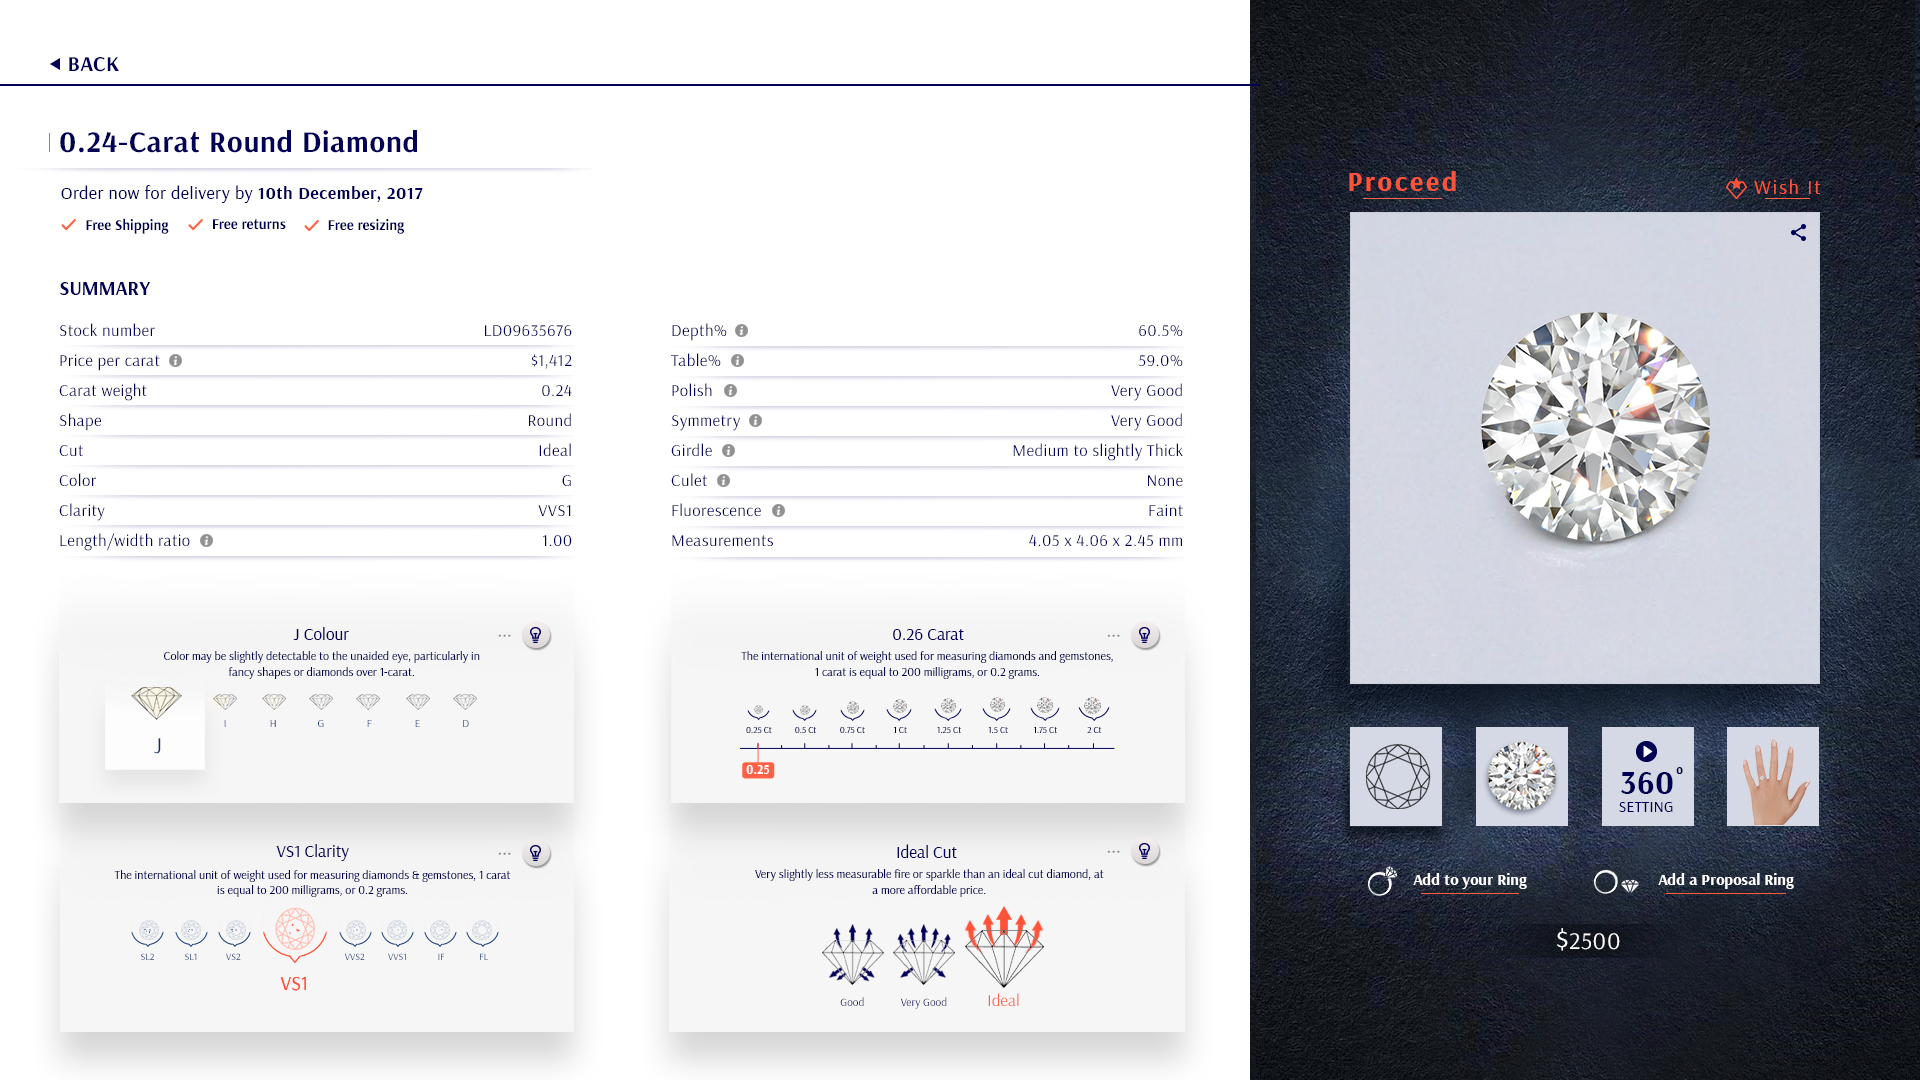 BACK
0.24-Carat Round Diamond
Order now for delivery by 10th December, 2017
Free Shipping Free returns Free resizing
SUMMARY
Stock number LD09635676
Price per carat $1,412
Carat weight 0.24
Shape Round
Cut Ideal
Color G
Clarity VVS1
Length/width ratio 1.00
Depth% 60.5%
Table% 59.0%
Polish Very Good
Symmetry Very Good
Girdle Medium to slightly Thick
Culet None
Fluorescence Faint
Measurements 4.05 x 4.06 x 2.45 mm
J Colour
Color may be slightly detectable to the unaided eye, particularly in
fancy shapes or diamonds over 1-carat.
J I H G F E D
0.26 Carat
The international unit of weight used for measuring diamonds and gemstones,
1 carat is equal to 200 milligrams, or 0.2 grams.
0.25 Ct 0.5 Ct 0.75 Ct 1 Ct 1.25 Ct 1.5 Ct 1.75 Ct 2 Ct
0.25
VS1 Clarity
The international unit of weight used for measuring diamonds & gemstones, 1 carat
is equal to 200 milligrams, or 0.2 grams.
SL2 SL1 VS2 VS1 VVS2 VVS1 IF FL
Ideal Cut
Very slightly less measurable fire or sparkle than an ideal cut diamond, at
a more affordable price.
Good Very Good Ideal
Proceed
Wish It
360°
SETTING
Add to your Ring
Add a Proposal Ring
$2500